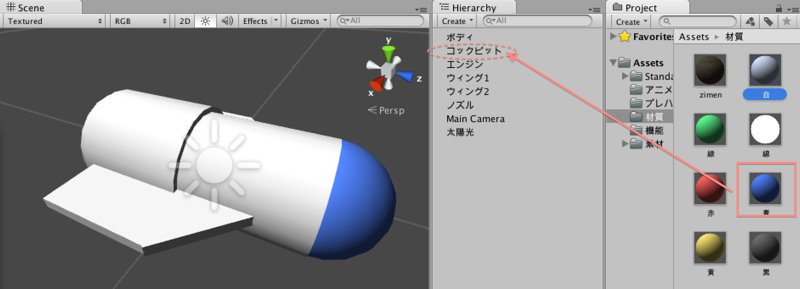 Scene
Textured RGB 2D Effects Gizmos All
y
z
x
Persp
Hierarchy
Create All
ボディ
コックピット
エンジン
ウィング1
ウィング2
ノズル
Main Camera
太陽光
Project
Create
Favorites
Assets
Standa
アニメ
プレハ
材質
機能
素材
Assets 材質
zimen 白
緑 線
赤 青
黄 黒